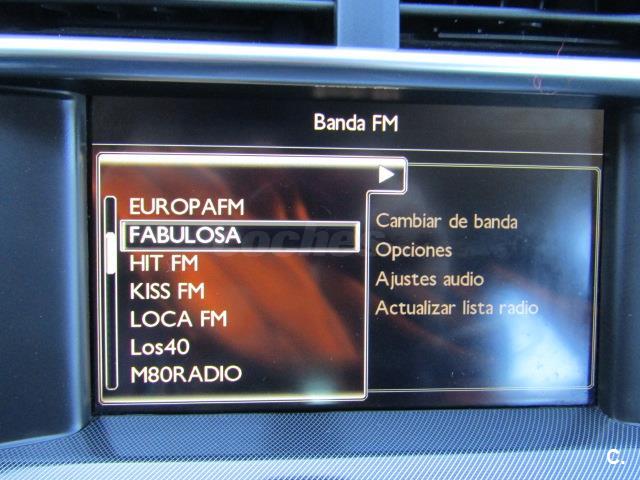 Banda FM
EUROPAFM
FABULOSA
HIT FM
KISS FM
LOCA FM
Los40
M80RADIO
Cambiar de banda
Opciones
Ajustes audio
Actualizar lista radio
coches
c.